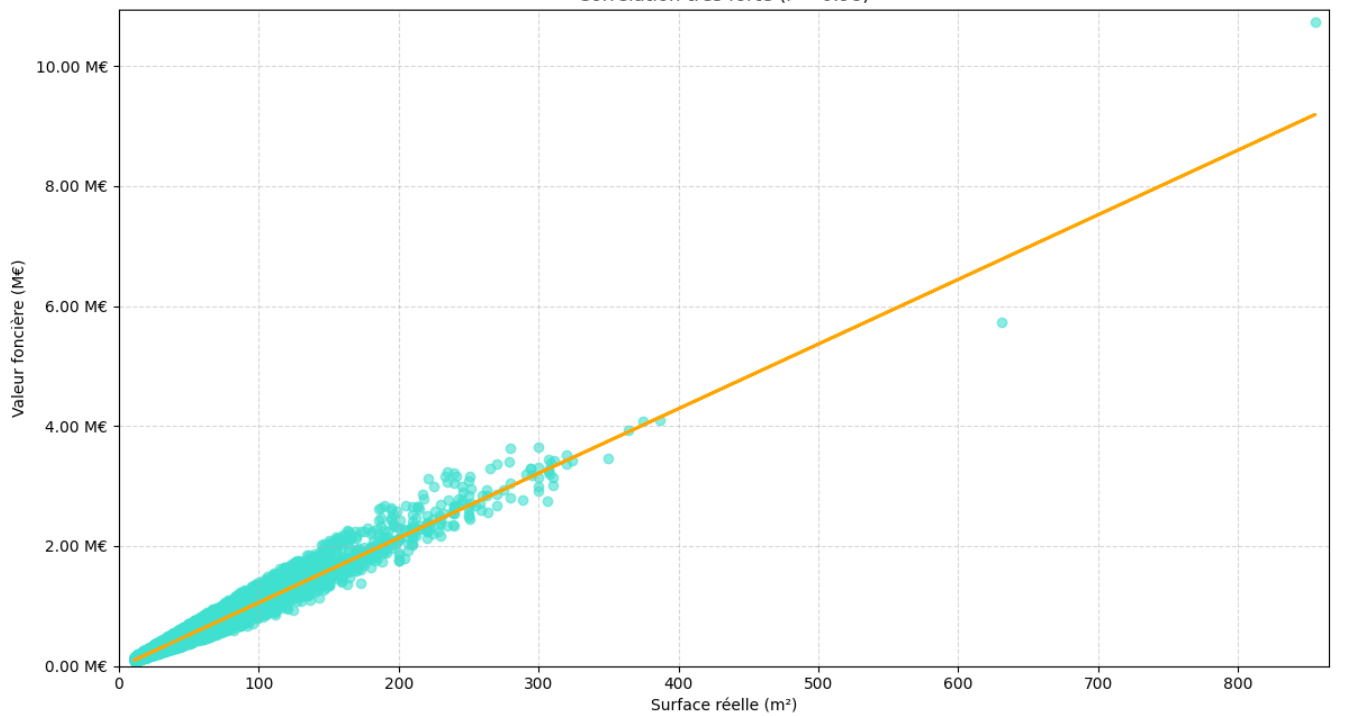 10.00 M€
8.00 M€
6.00 M€
4.00 M€
2.00 M€
0.00 M€
Valeur foncière (M€)
0 100 200 300 400 500 600 700 800
Surface réelle (m²)